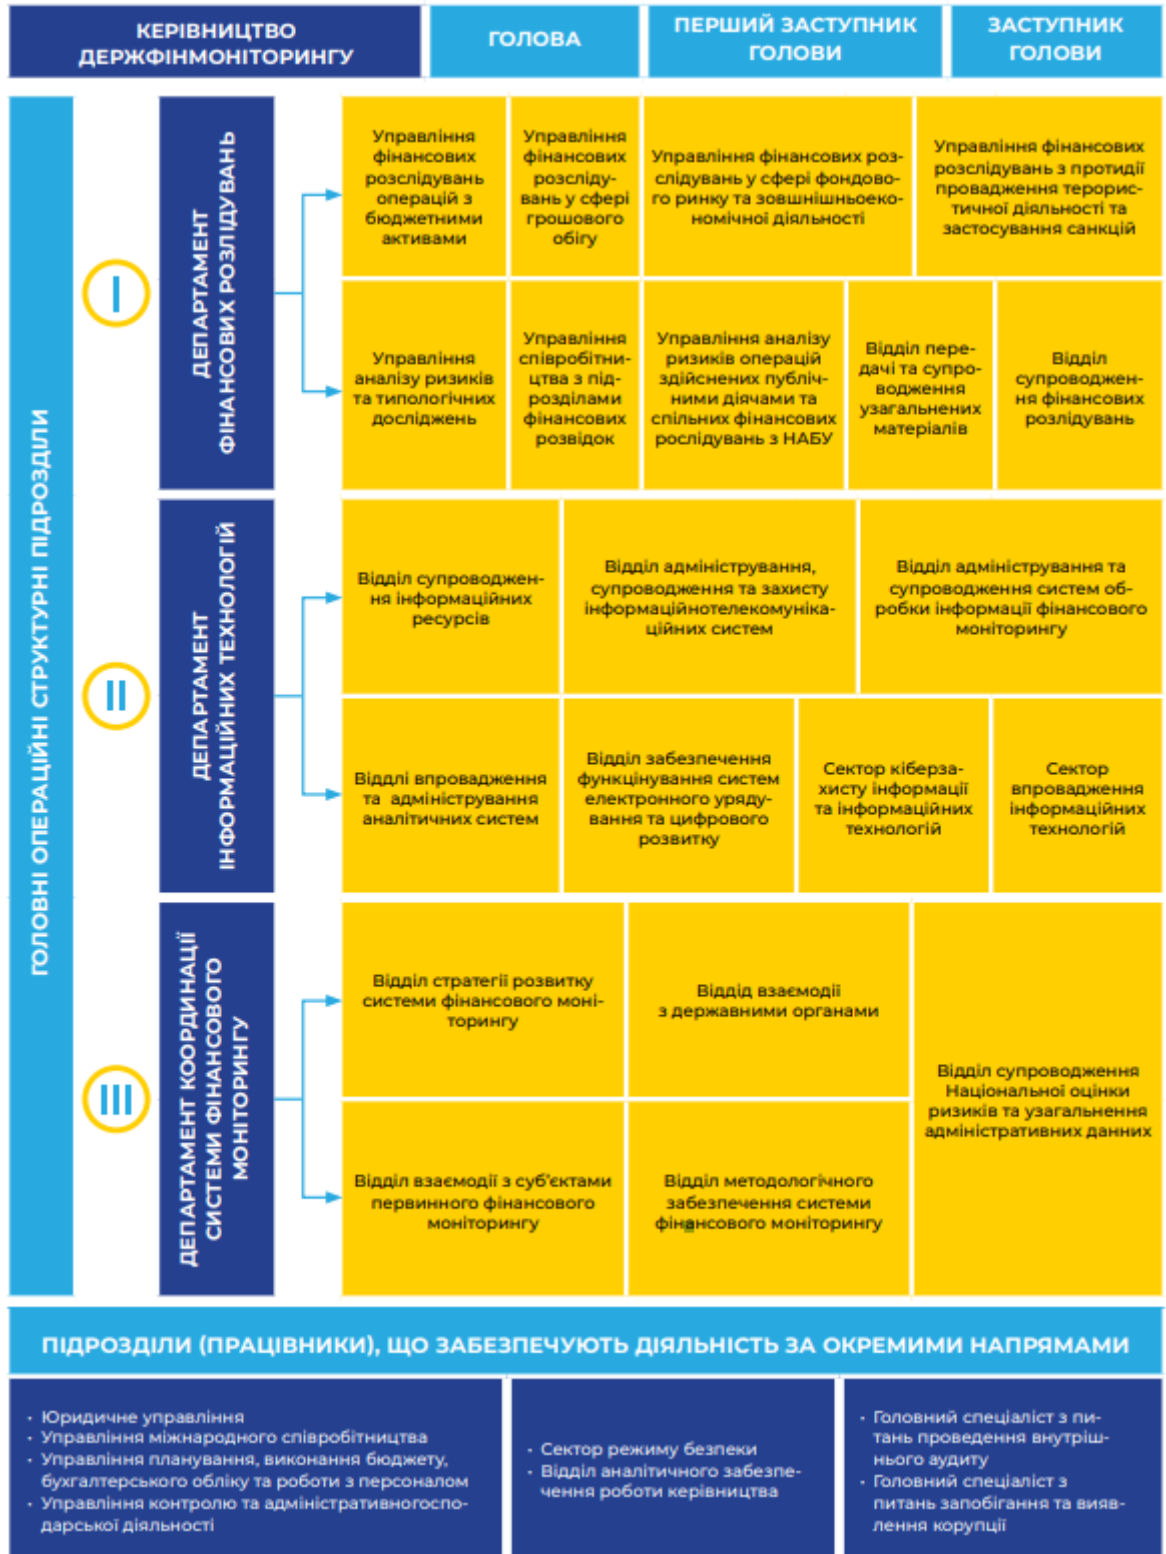 КЕРІВНИЦТВО
ДЕРЖФІНМОНІТОРИНГУ
ГОЛОВА
ПЕРШИЙ ЗАСТУПНИК
ГОЛОВИ
ЗАСТУПНИК
ГОЛОВИ
ГОЛОВНІ ОПЕРАЦІЙНІ СТРУКТУРНІ ПІДРОЗДІЛИ
I
ДЕПАРТАМЕНТ
ФІНАНСОВИХ РОЗЛІДУВАНЬ
Управління
фінансових
розслідувань
операцій з
бюджетними
активами
Управління
фінансових
розсліду-
вань у сфері
грошового
обігу
Управління фінансових роз-
слідувань у сфері фондово-
го ринку та зовнішньоеко-
номічної діяльності
Управління фінансових
розслідувань з протидії
провадження терорис-
тичної діяльності та
застосування санкцій
Управління
аналізу ризиків
та типологічних
досліджень
Управління
співробітни-
цтва з під-
розділами
фінансових
розвідок
Управління аналізу
ризиків операцій
здійснених публіч-
ними діячами та
спільних фінансових
рослідувань з НАБУ
Відділ пере-
дачі та супро-
водження
узагальнених
матеріалів
Відділ
супроводжен-
ня фінансових
розлідувань
II
ДЕПАРТАМЕНТ
ІНФОРМАЦІЙНИХ ТЕХНОЛОГІЙ
Відділ супроводжен-
ня інформаційних
ресурсів
Відділ адміністрування,
супроводження та захисту
інформаційнотелекомуніка-
ційних систем
Відділ адміністрування та
супроводження систем об-
робки інформації фінансового
моніторингу
Віддлі впровадження
та адміністрування
аналітичних систем
Відділ забезпечення
функцінування систем
електронного уряду-
вання та цифрового
розвитку
Сектор кіберза-
хисту інформації
та інформаційних
технологій
Сектор
впровадження
інформаційних
технологій
III
ДЕПАРТАМЕНТ КООРДИНАЦІЇ
СИСТЕМИ ФІНАНСОВОГО
МОНІТОРИНГУ
Відділ стратегії розвитку
системи фінансового моні-
торингу
Віддід взаємодії
з державними органами
Відділ супроводження
Національної оцінки
ризиків та узагальнення
адміністративних данних
Відділ взаємодії з суб'єктами
первинного фінансового
моніторингу
Відділ методологічного
забезпечення системи
фінансового моніторингу
ПІДРОЗДІЛИ (ПРАЦІВНИКИ), ЩО ЗАБЕЗПЕЧУЮТЬ ДІЯЛЬНІСТЬ ЗА ОКРЕМИМИ НАПРЯМАМИ
· Юридичне управління
· Управління міжнародного співробітництва
· Управління планування, виконання бюджету,
бухгалтерського обліку та роботи з персоналом
· Управління контролю та адміністративногоспо-
дарської діяльності
· Сектор режиму безпеки
· Відділ аналітичного забезпе-
чення роботи керівництва
· Головний спеціаліст з пи-
тань проведення внутріш-
нього аудиту
· Головний спеціаліст з
питань запобігання та вияв-
лення корупції